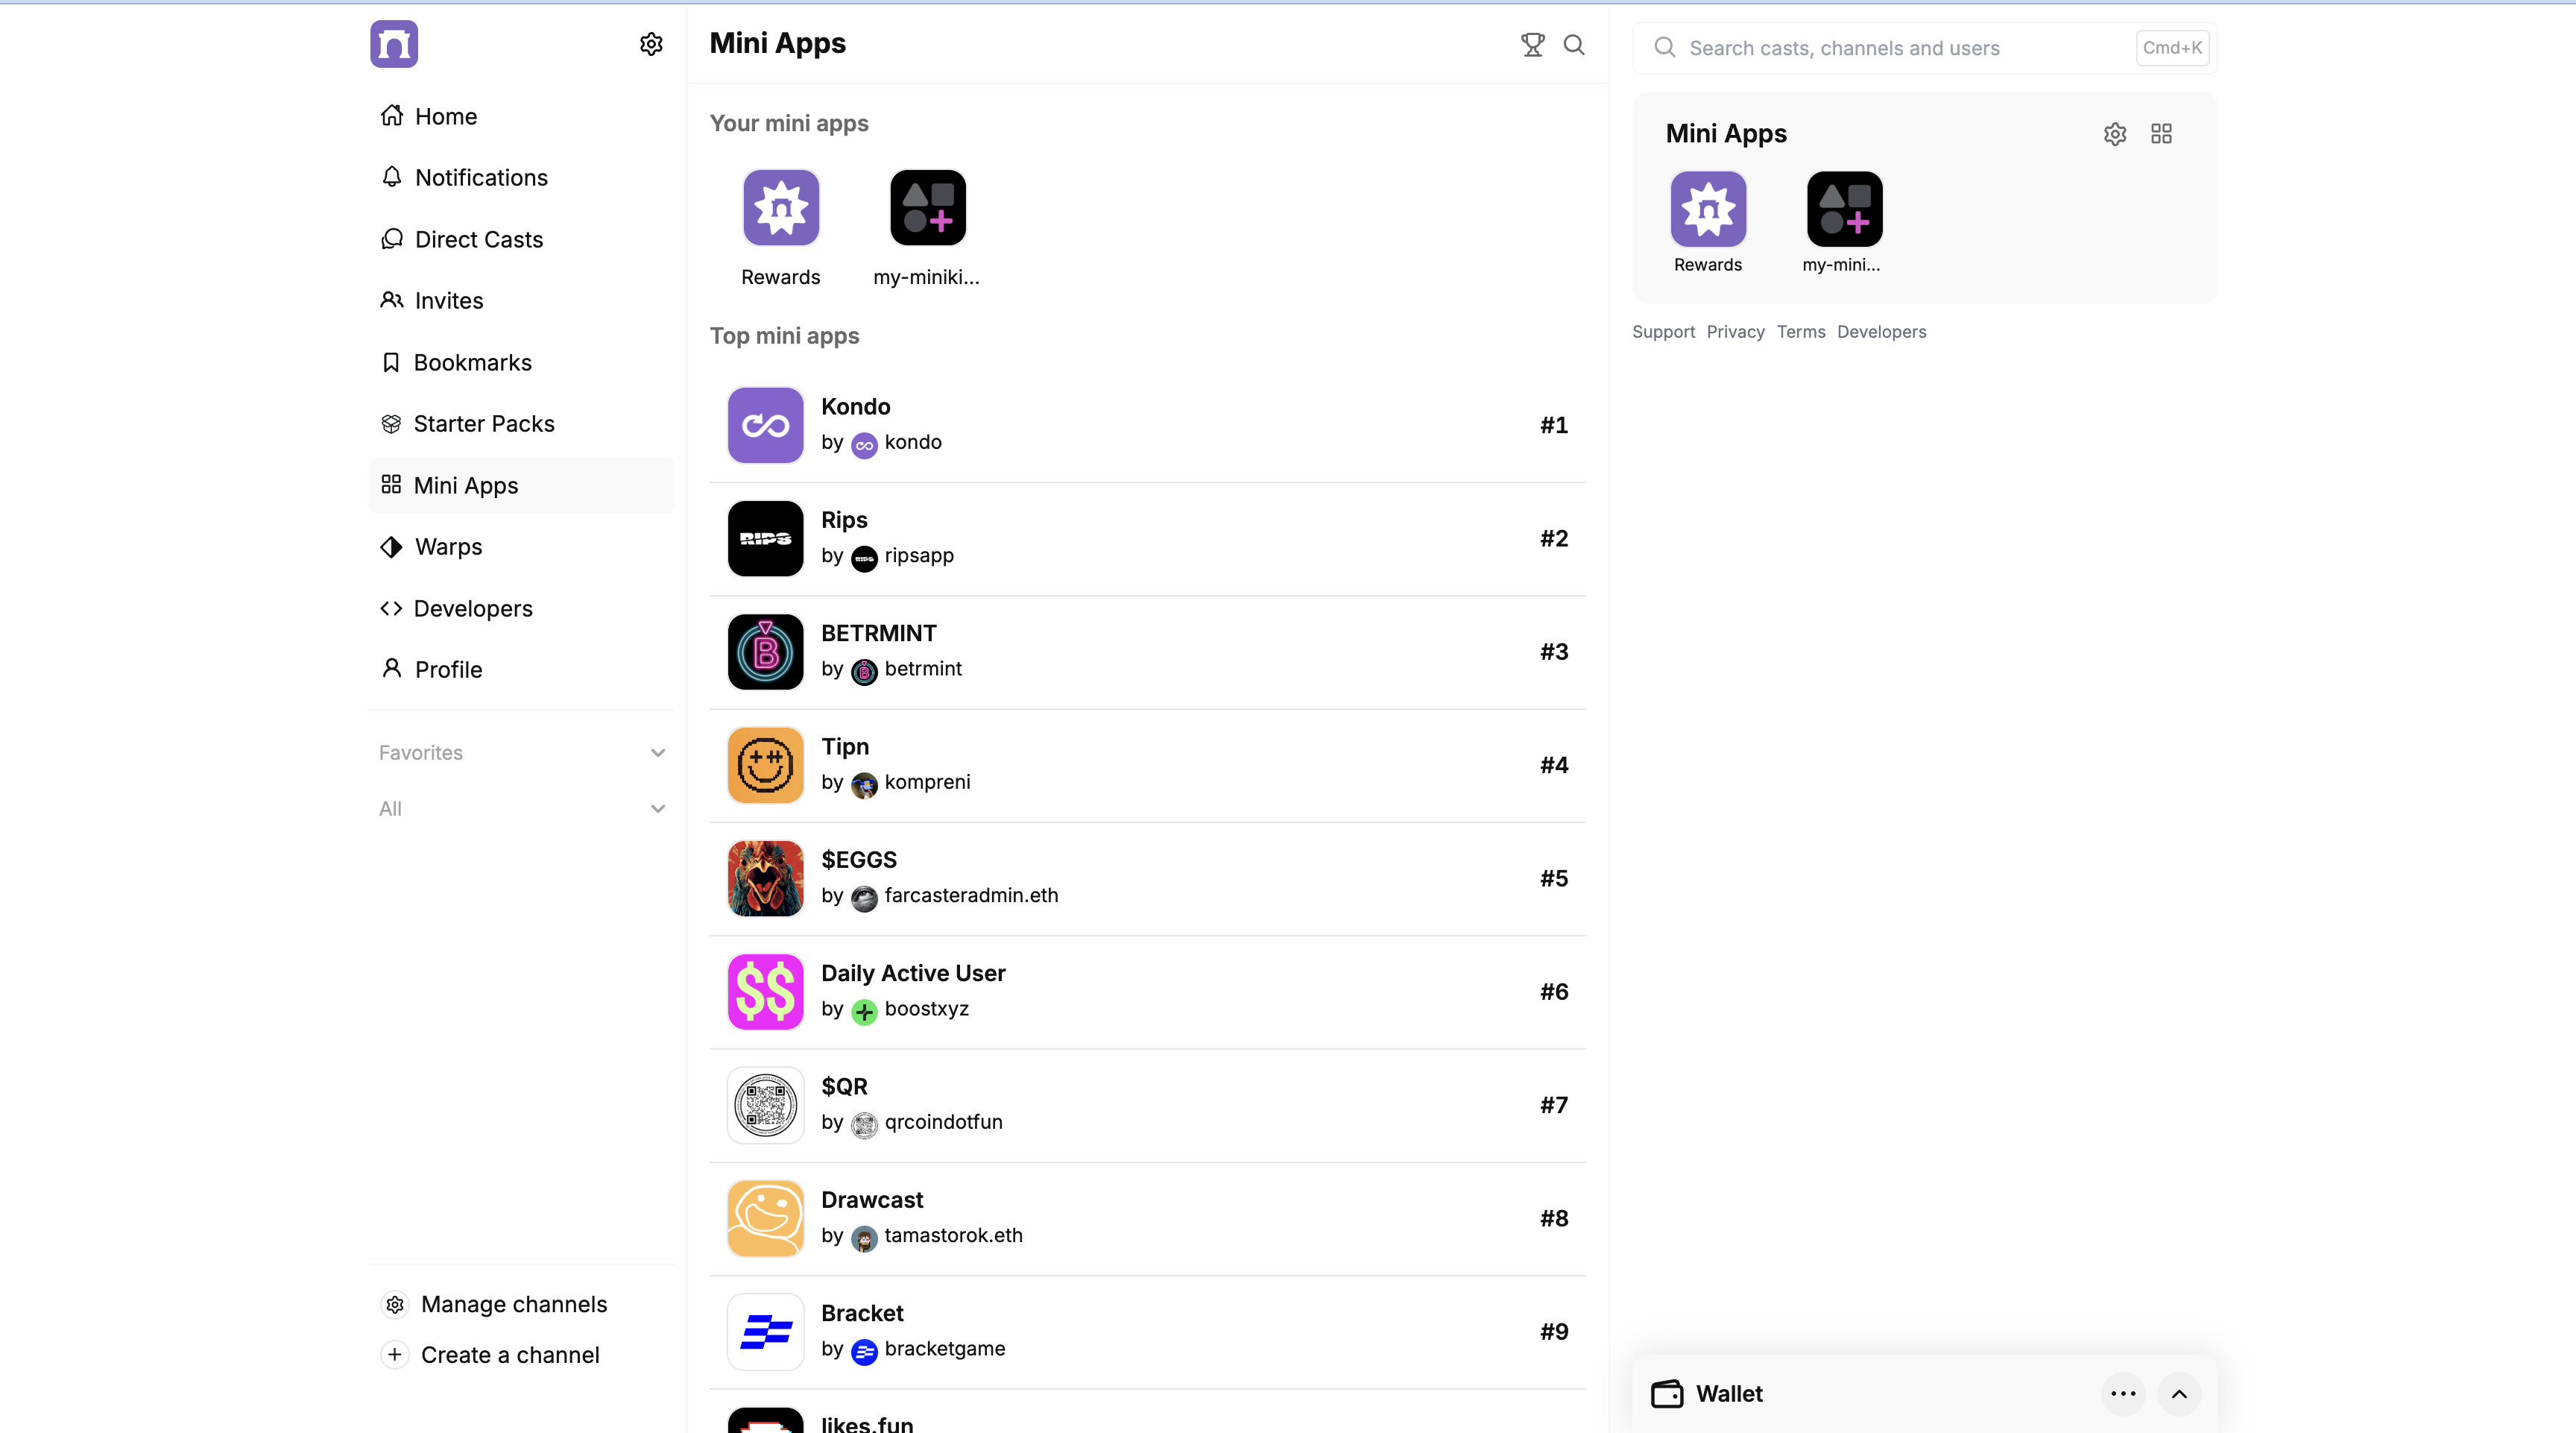 Home
Notifications
Direct Casts
Invites
Bookmarks
Starter Packs
Mini Apps
Warps
Developers
Profile
Favorites
All
Manage channels
Create a channel
Mini Apps
Your mini apps
Rewards
my-miniki...
Top mini apps
Kondo
by kondo
#1
RIPS
Rips
by ripsapp
#2
B
BETRMINT
by betrmint
#3
Tipn
by kompreni
#4
$EGGS
by farcasteradmin.eth
#5
$$
Daily Active User
by boostxyz
#6
$QR
by qrcoindotfun
#7
Drawcast
by tamastorok.eth
#8
Bracket
by bracketgame
#9
likes.fun
Search casts, channels and users
Cmd+K
Mini Apps
Rewards
my-mini...
Support Privacy Terms Developers
Wallet